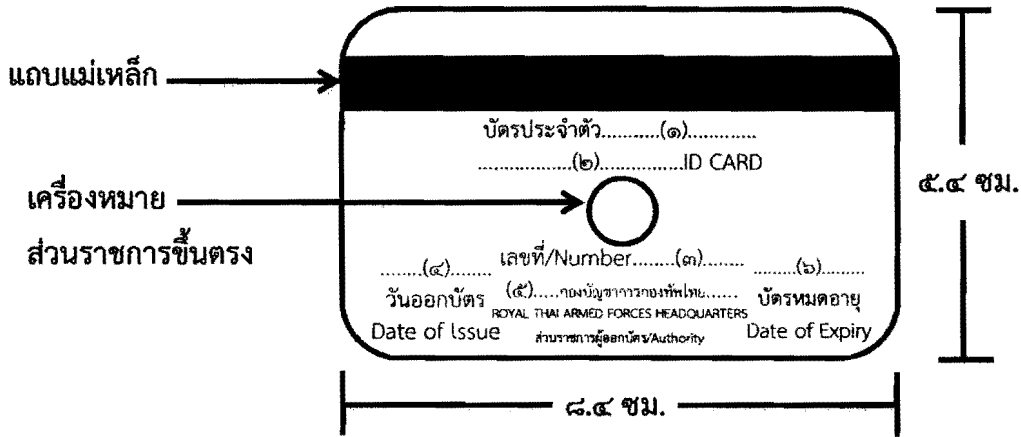 แถบแม่เหล็ก
บัตรประจำตัว..........(๑).............
..................(๒)................ID CARD
เครื่องหมาย
ส่วนราชการขึ้นตรง
๕.๔ ซม.
เลขที่/Number........(๓)........
........(๔)........
........(๖)........
วันออกบัตร
(๕).....กองบัญชาการกองทัพไทย......
บัตรหมดอายุ
ROYAL THAI ARMED FORCES HEADQUARTERS
Date of Issue
ส่วนราชการผู้ออกบัตร/Authority
Date of Expiry
๘.๔ ซม.